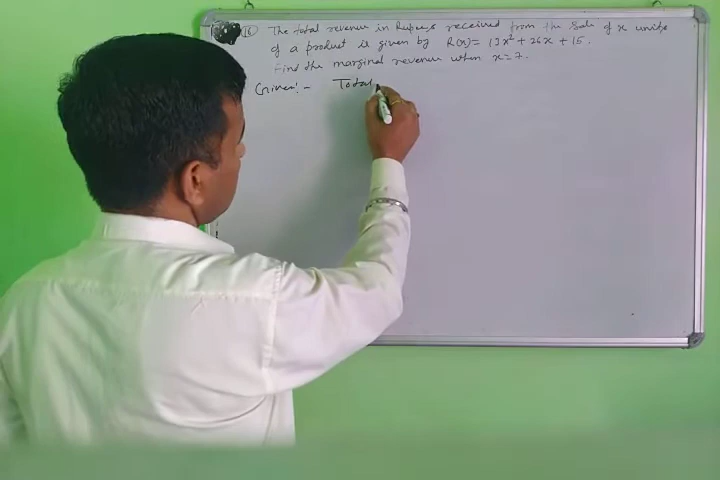 (16) The total revenue in Rupees received from the sale of x units
of a product is given by R(x) = 13x² + 26x + 15.
Find the marginal revenue when x = 7.
Given:- Total